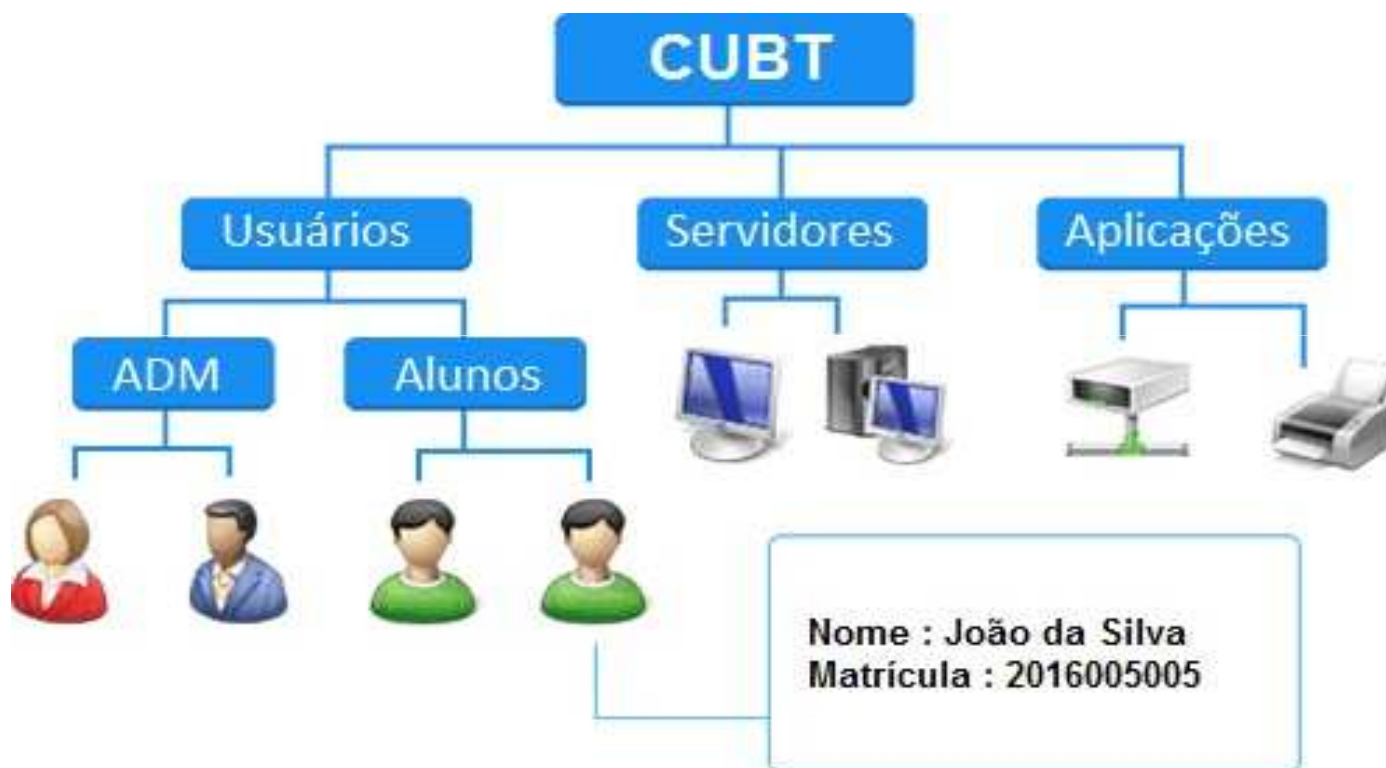 CUBT
Usuários
Servidores
Aplicações
ADM
Alunos
Nome : João da Silva
Matrícula : 2016005005